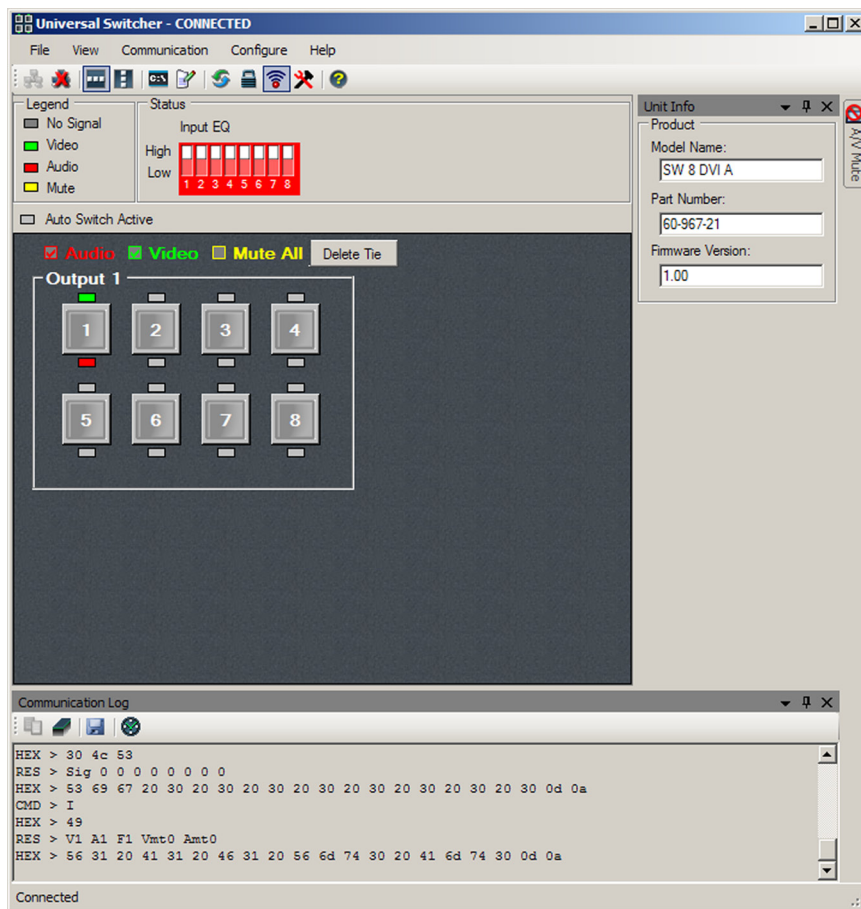 Universal Switcher - CONNECTED
File View Communication Configure Help
C:\
Legend
No Signal
Video
Audio
Mute
Status
Input EQ
High
Low
1 2 3 4 5 6 7 8
Auto Switch Active
Audio Video Mute All Delete Tie
Output 1
1 2 3 4
5 6 7 8
Unit Info
Product
Model Name:
SW 8 DVI A
Part Number:
60-967-21
Firmware Version:
1.00
A/V Mute
Communication Log
HEX > 30 4c 53
RES > Sig 0 0 0 0 0 0 0 0
HEX > 53 69 67 20 30 20 30 20 30 20 30 20 30 20 30 20 30 20 30 0d 0a
CMD > I
HEX > 49
RES > V1 A1 F1 Vmt0 Amt0
HEX > 56 31 20 41 31 20 46 31 20 56 6d 74 30 20 41 6d 74 30 0d 0a
Connected